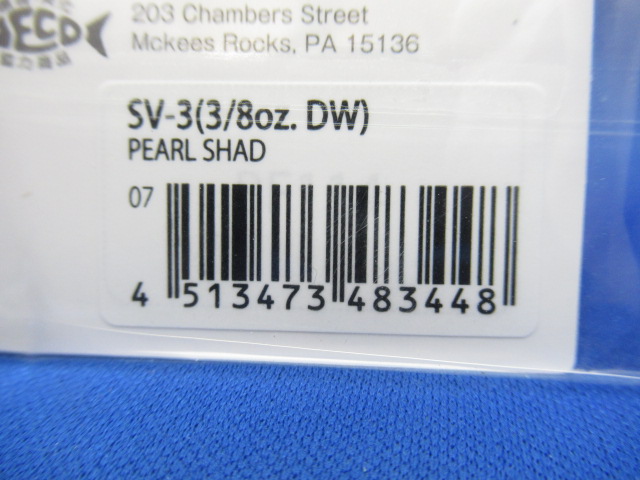 203 Chambers Street
Mckees Rocks, PA 15136
SV-3(3/8oz. DW)
PEARL SHAD
07
4 513473 483448